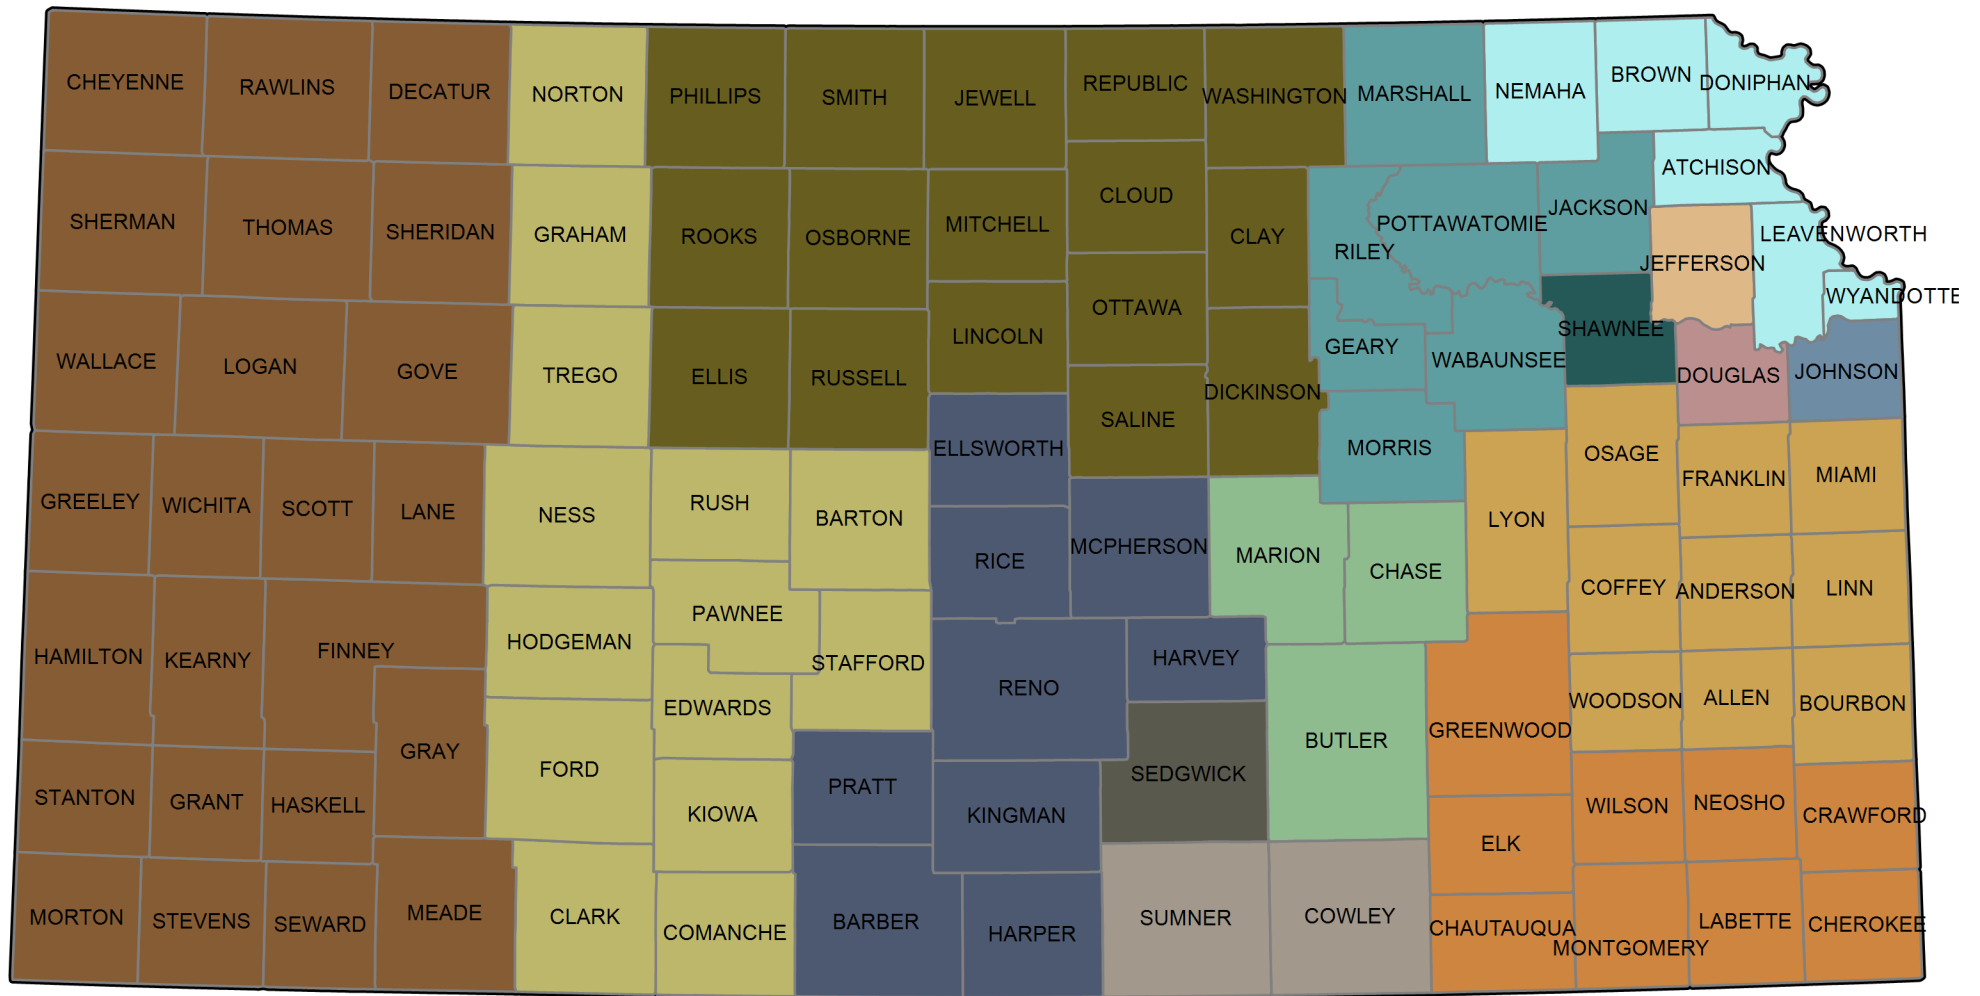 CHEYENNE
RAWLINS
DECATUR
NORTON
PHILLIPS
SMITH
JEWELL
REPUBLIC
WASHINGTON
MARSHALL
NEMAHA
BROWN
DONIPHAN
SHERMAN
THOMAS
SHERIDAN
GRAHAM
ROOKS
OSBORNE
MITCHELL
CLOUD
CLAY
RILEY
POTTAWATOMIE
JACKSON
ATCHISON
JEFFERSON
LEAVENWORTH
WYANDOTTE
WALLACE
LOGAN
GOVE
TREGO
ELLIS
RUSSELL
LINCOLN
OTTAWA
SALINE
DICKINSON
GEARY
WABAUNSEE
SHAWNEE
DOUGLAS
JOHNSON
GREELEY
WICHITA
SCOTT
LANE
NESS
RUSH
BARTON
ELLSWORTH
RICE
MCPHERSON
MARION
MORRIS
CHASE
LYON
OSAGE
FRANKLIN
MIAMI
COFFEY
ANDERSON
LINN
HAMILTON
KEARNY
FINNEY
HODGEMAN
PAWNEE
STAFFORD
EDWARDS
RENO
HARVEY
BUTLER
GREENWOOD
WOODSON
ALLEN
BOURBON
STANTON
GRANT
HASKELL
GRAY
FORD
KIOWA
PRATT
KINGMAN
SEDGWICK
ELK
WILSON
NEOSHO
CRAWFORD
MORTON
STEVENS
SEWARD
MEADE
CLARK
COMANCHE
BARBER
HARPER
SUMNER
COWLEY
CHAUTAUQUA
MONTGOMERY
LABETTE
CHEROKEE